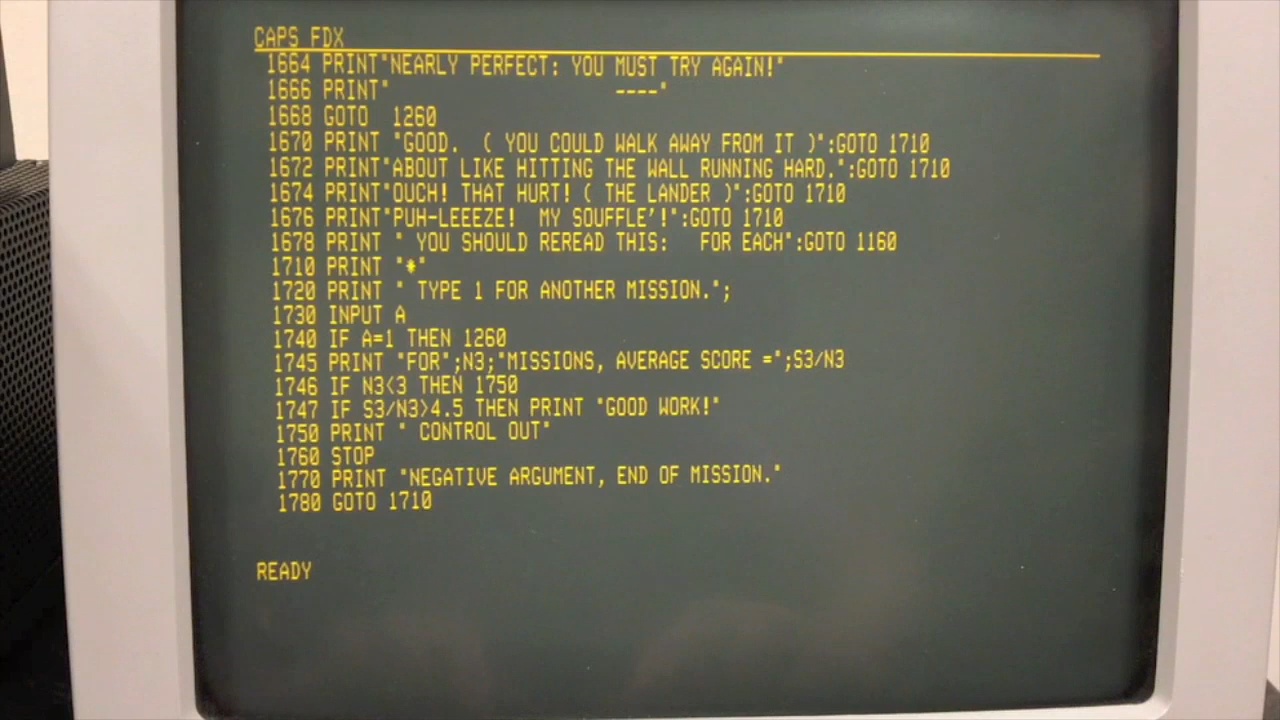 CAPS FDX
1664 PRINT"NEARLY PERFECT: YOU MUST TRY AGAIN!"
1666 PRINT"                         ----"
1668 GOTO  1260
1670 PRINT "GOOD.  ( YOU COULD WALK AWAY FROM IT )":GOTO 1710
1672 PRINT"ABOUT LIKE HITTING THE WALL RUNNING HARD.":GOTO 1710
1674 PRINT"OUCH! THAT HURT! ( THE LANDER )":GOTO 1710
1676 PRINT"PUH-LEEEZE!  MY SOUFFLE'!":GOTO 1710
1678 PRINT " YOU SHOULD REREAD THIS:   FOR EACH":GOTO 1160
1710 PRINT "*"
1720 PRINT " TYPE 1 FOR ANOTHER MISSION.";
1730 INPUT A
1740 IF A=1 THEN 1260
1745 PRINT "FOR";N3;"MISSIONS, AVERAGE SCORE =";S3/N3
1746 IF N3<3 THEN 1750
1747 IF S3/N3>4.5 THEN PRINT "GOOD WORK!"
1750 PRINT " CONTROL OUT"
1760 STOP
1770 PRINT "NEGATIVE ARGUMENT, END OF MISSION."
1780 GOTO 1710
READY